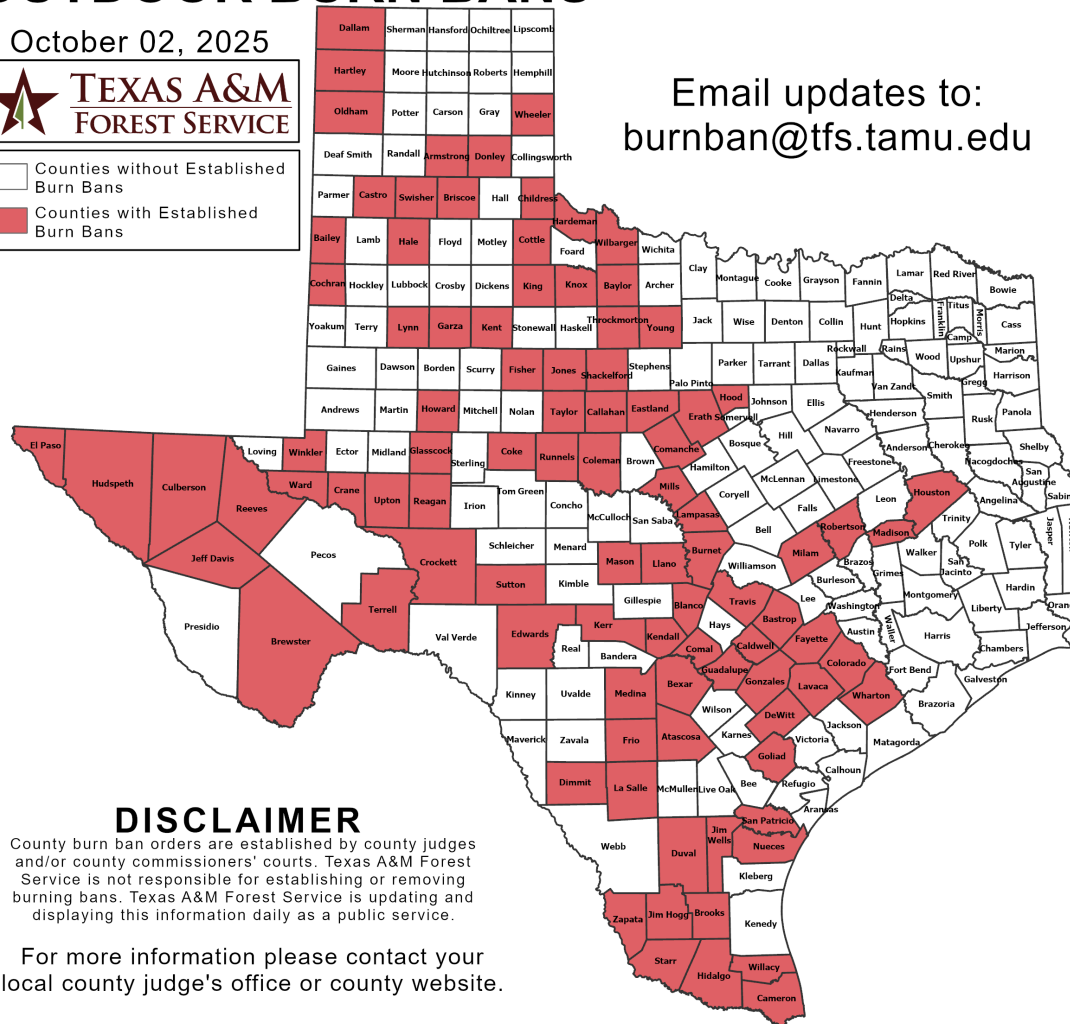 OUTDOOR BURN BANS
October 02, 2025
TEXAS A&M
FOREST SERVICE
Counties without Established
Burn Bans
Counties with Established
Burn Bans
Email updates to:
burnban@tfs.tamu.edu
Dallam Sherman Hansford Ochiltree Lipscomb
Hartley Moore Hutchinson Roberts Hemphill
Oldham Potter Carson Gray Wheeler
Deaf Smith Randall Armstrong Donley Collingsworth
Parmer Castro Swisher Briscoe Hall Childress
Hardeman
Bailey Lamb Hale Floyd Motley Cottle Foard Wilbarger Wichita
Clay Montague Cooke Grayson Fannin Lamar Red River Bowie
Cochran Hockley Lubbock Crosby Dickens King Knox Baylor Archer
Delta Titus Franklin Morris
Yoakum Terry Lynn Garza Kent Stonewall Haskell Throckmorton Young Jack Wise Denton Collin Hunt Hopkins Camp Cass
Rockwall Rains Wood Upshur Marion
Gaines Dawson Borden Scurry Fisher Jones Shackelford Stephens Palo Pinto Parker Tarrant Dallas Kaufman Van Zandt Gregg Harrison
Smith
Andrews Martin Howard Mitchell Nolan Taylor Callahan Eastland Erath Hood Somervell Johnson Ellis Henderson Rusk Panola
El Paso Loving Winkler Ector Midland Glasscock Sterling Coke Runnels Coleman Brown Comanche Bosque Hill Navarro Anderson Cherokee Shelby
Hamilton Freestone Nacogdoches San
Augustine Sabin
Hudspeth Culberson Reeves Ward Crane Upton Reagan Irion Tom Green Concho McCulloch San Saba Mills Coryell McLennan Limestone Leon Houston Angelina
Lampasas Bell Falls Robertson Madison Trinity Jasper
Jeff Davis Pecos Crockett Schleicher Menard Mason Llano Burnet Williamson Milam Brazos Grimes Walker San
Jacinto Polk Tyler
Presidio Brewster Terrell Val Verde Sutton Kimble Gillespie Blanco Travis Lee Burleson Washington Montgomery Liberty Hardin Oran
Edwards Kerr Real Bandera Kendall Hays Comal Caldwell Bastrop Fayette Austin Waller Harris Jefferson
Chambers
Kinney Uvalde Medina Bexar Guadalupe Gonzales Lavaca Colorado Wharton Fort Bend Galveston
Brazoria
Wilson DeWitt Jackson Matagorda
Maverick Zavala Frio Atascosa Karnes Goliad Victoria Calhoun
Dimmit La Salle McMullen Live Oak Bee Refugio Aransas
Webb Duval Jim
Wells San Patricio Nueces
Kleberg
Zapata Jim Hogg Brooks Kenedy
Starr Hidalgo Willacy
Cameron
DISCLAIMER
County burn ban orders are established by county judges
and/or county commissioners' courts. Texas A&M Forest
Service is not responsible for establishing or removing
burning bans. Texas A&M Forest Service is updating and
displaying this information daily as a public service.
For more information please contact your
local county judge's office or county website.